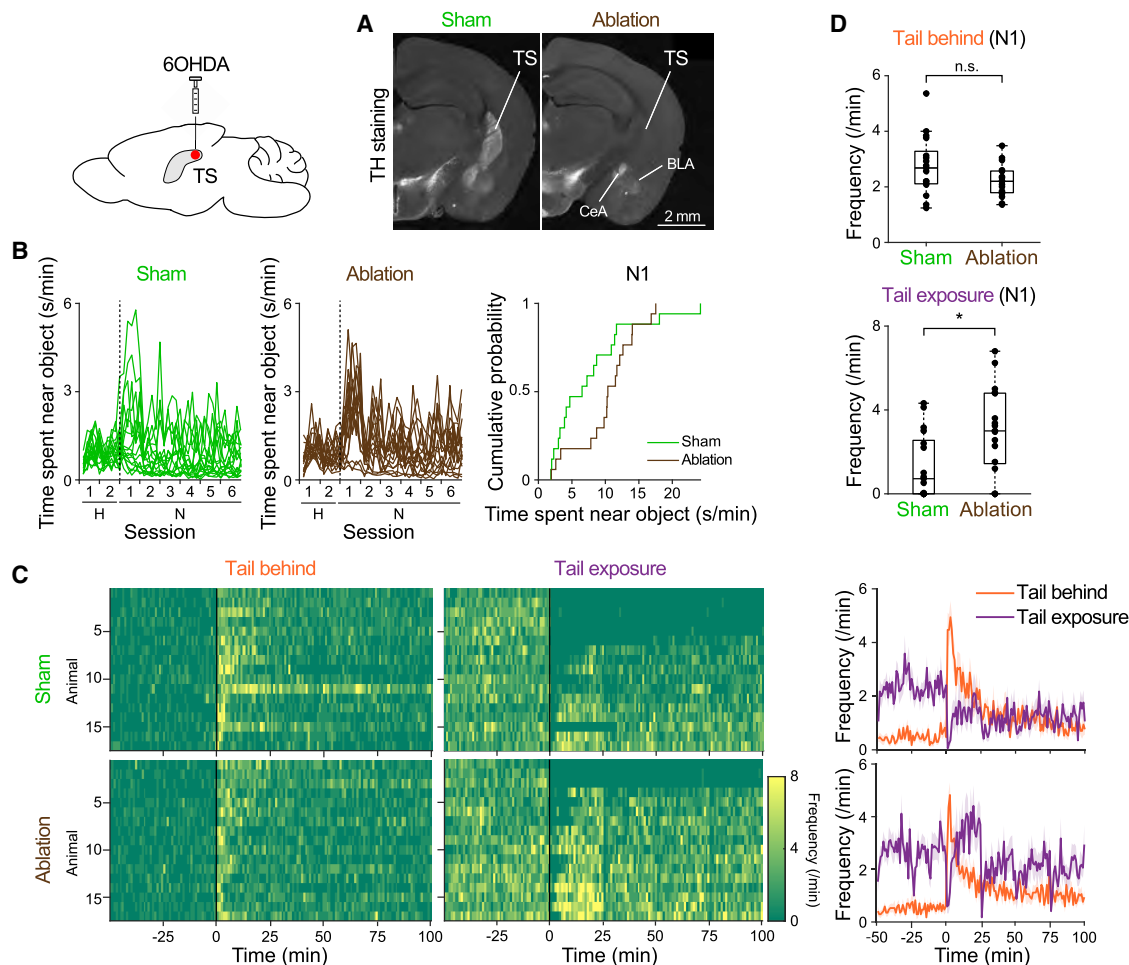 6OHDA
TS
A
Sham
Ablation
TH staining
TS
TS
BLA
CeA
2 mm
B
Sham
Time spent near object (s/min)
6
3
0
1 2 1 2 3 4 5 6
H N
Session
Ablation
Time spent near object (s/min)
6
3
0
1 2 1 2 3 4 5 6
H N
Session
N1
Cumulative probability
1
0.5
0
Sham
Ablation
0 5 10 15 20
Time spent near object (s/min)
C
Tail behind
Tail exposure
Sham
Animal
5
10
15
Ablation
Animal
5
10
15
-25 0 25 50 75 100
Time (min)
-25 0 25 50 75 100
Time (min)
8
4
0
Frequency (/min)
Tail behind
Tail exposure
Frequency (/min)
6
4
2
0
Frequency (/min)
6
4
2
0
-50 -25 0 25 50 75 100
Time (min)
D
Tail behind (N1)
n.s.
Frequency (/min)
6
4
2
0
Sham Ablation
Tail exposure (N1)
*
Frequency (/min)
8
4
0
Sham Ablation